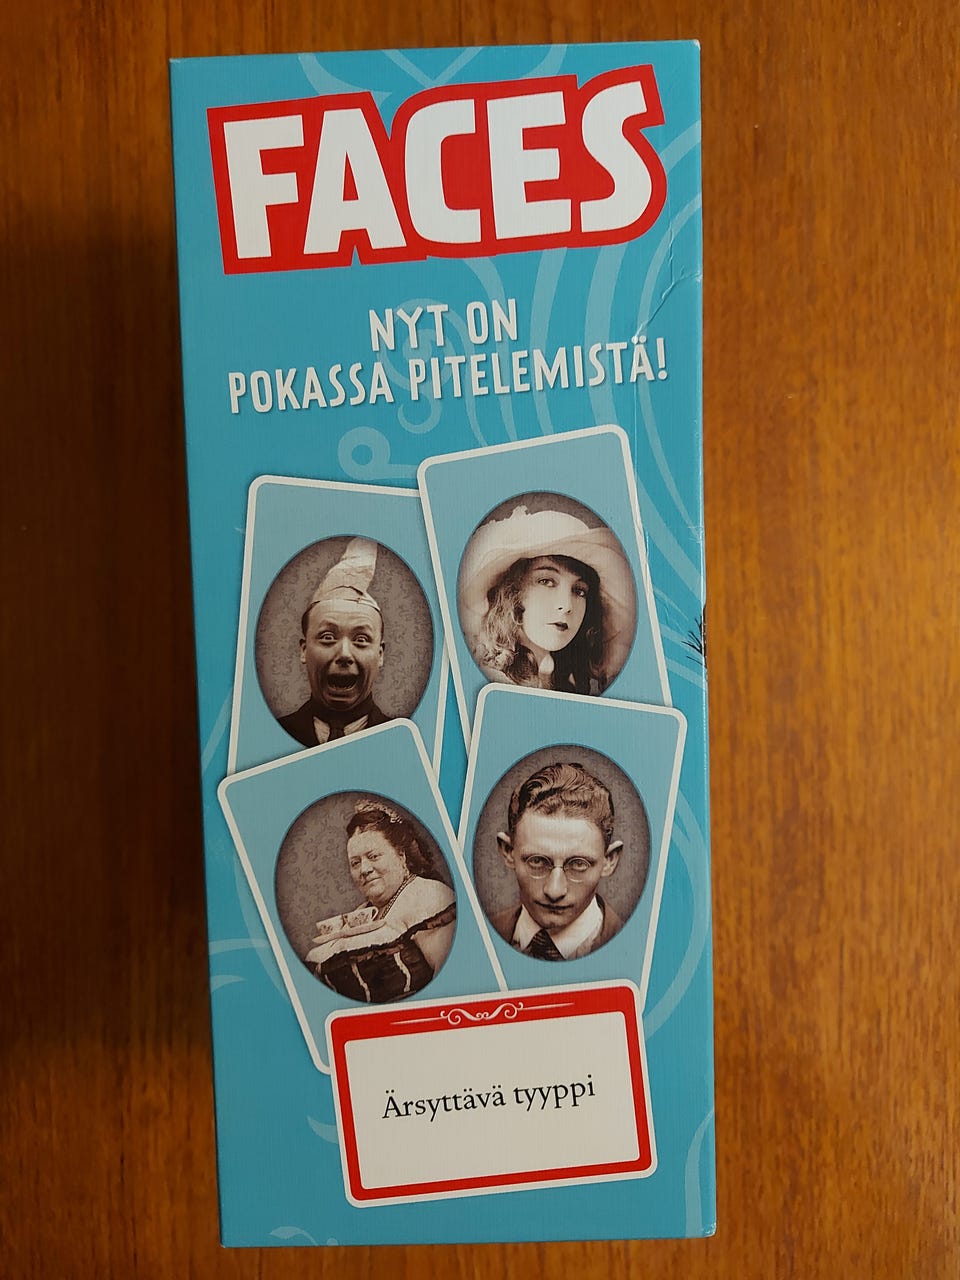 FACES
NYT ON
POKASSA PITELEMISTÄ!
Ärsyttävä tyyppi